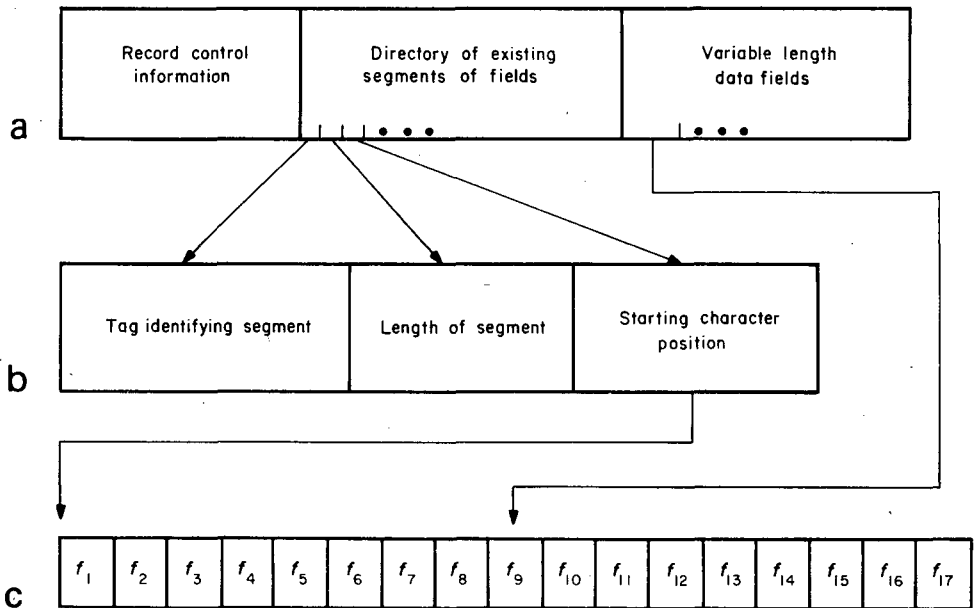 Record control
information
Directory of existing
segments of fields
Variable length
data fields
a
Tag identifying segment
Length of segment
Starting character
position
b
f1 f2 f3 f4 f5 f6 f7 f8 f9 f10 f11 f12 f13 f14 f15 f16 f17
c